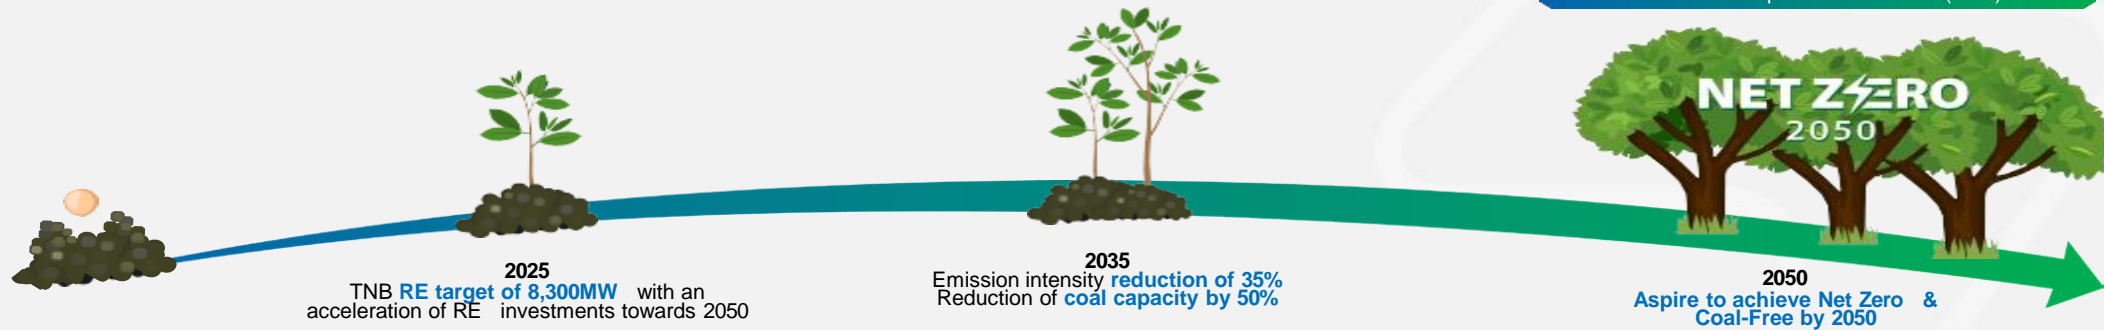 NET ZERO
2050
2025
TNB RE target of 8,300MW with an
acceleration of RE investments towards 2050
2035
Emission intensity reduction of 35%
Reduction of coal capacity by 50%
2050
Aspire to achieve Net Zero &
Coal-Free by 2050